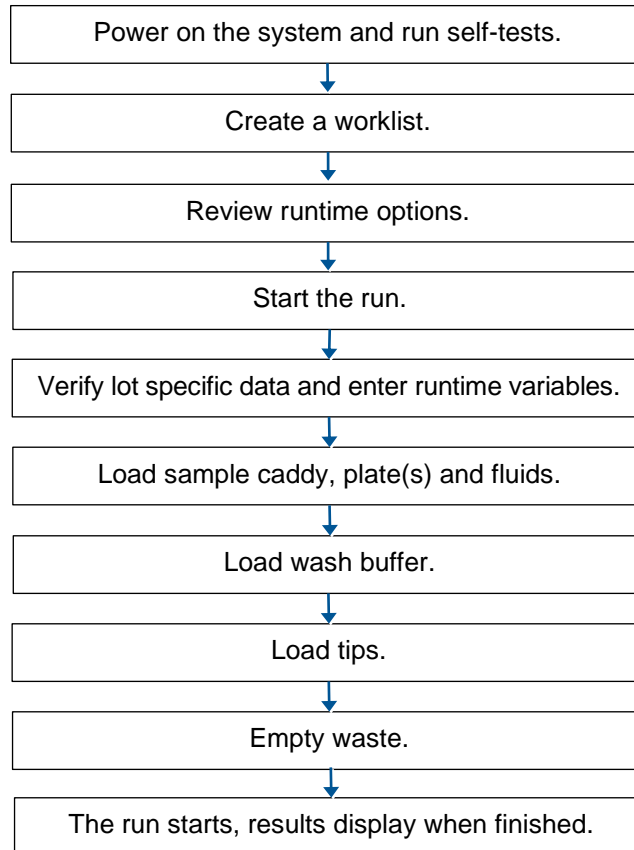 Power on the system and run self-tests.
Create a worklist.
Review runtime options.
Start the run.
Verify lot specific data and enter runtime variables.
Load sample caddy, plate(s) and fluids.
Load wash buffer.
Load tips.
Empty waste.
The run starts, results display when finished.